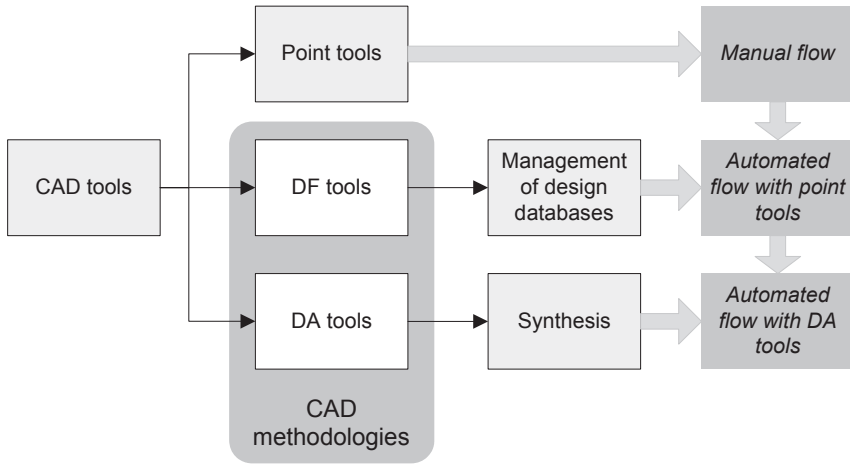 Point tools
Manual flow
CAD tools
DF tools
Management
of design
databases
Automated
flow with point
tools
DA tools
Synthesis
Automated
flow with DA
tools
CAD
methodologies